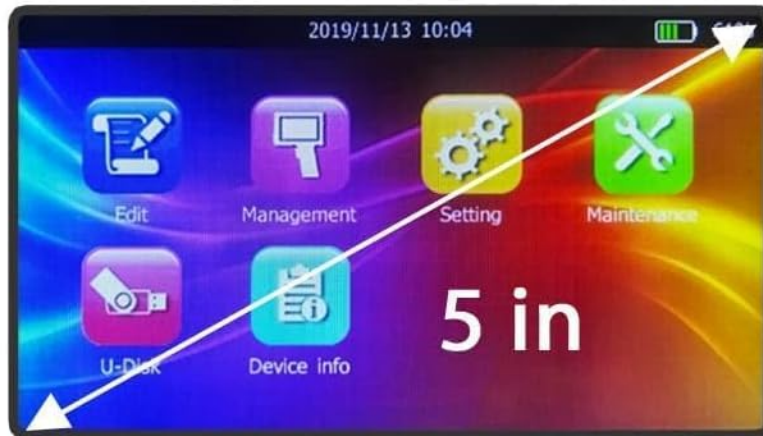 2019/11/13 10:04
Edit
Management
Setting
Maintenance
U-Disk
Device info
5 in